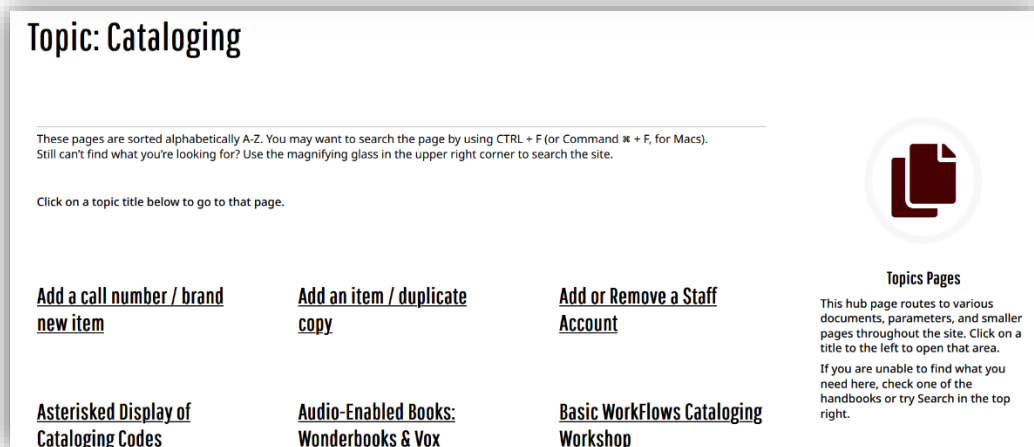 Topic: Cataloging
These pages are sorted alphabetically A-Z. You may want to search the page by using CTRL + F (or Command ⌘ + F, for Macs).
Still can't find what you're looking for? Use the magnifying glass in the upper right corner to search the site.
Click on a topic title below to go to that page.
Add a call number / brand
new item
Add an item / duplicate
copy
Add or Remove a Staff
Account
Asterisked Display of
Cataloging Codes
Audio-Enabled Books:
Wonderbooks & Vox
Basic WorkFlows Cataloging
Workshop
Topics Pages
This hub page routes to various
documents, parameters, and smaller
pages throughout the site. Click on a
title to the left to open that area.
If you are unable to find what you
need here, check one of the
handbooks or try Search in the top
right.